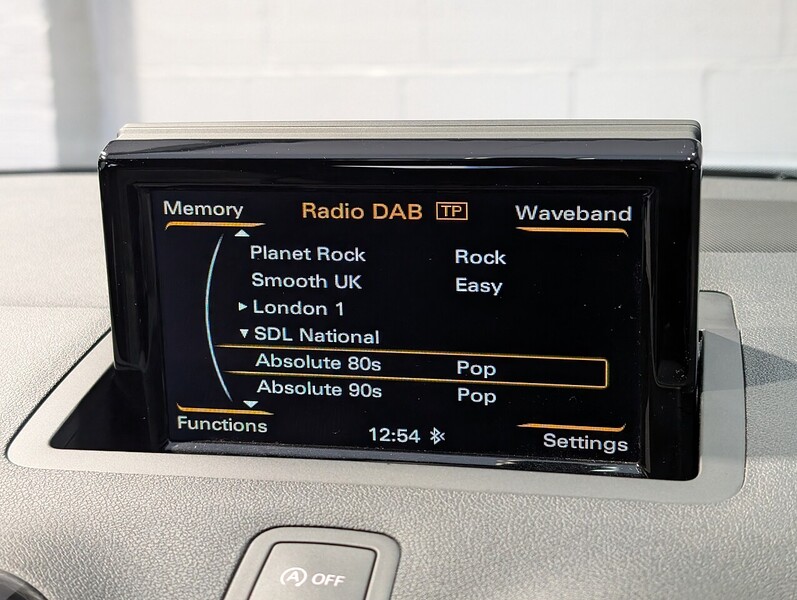 Memory Radio DAB TP Waveband
Planet Rock Rock
Smooth UK Easy
London 1
SDL National
Absolute 80s Pop
Absolute 90s Pop
Functions 12:54 Settings
A OFF